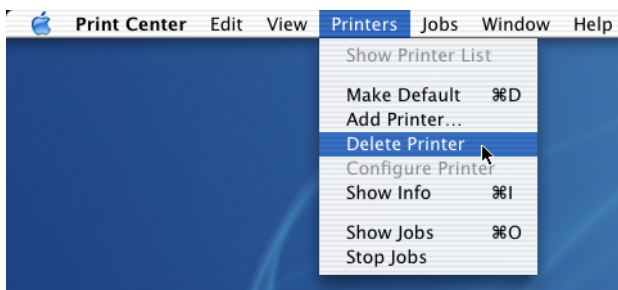 Print Center Edit View Printers Jobs Window Help
Show Printer List
Make Default ⌘D
Add Printer...
Delete Printer
Configure Printer
Show Info ⌘I
Show Jobs ⌘O
Stop Jobs